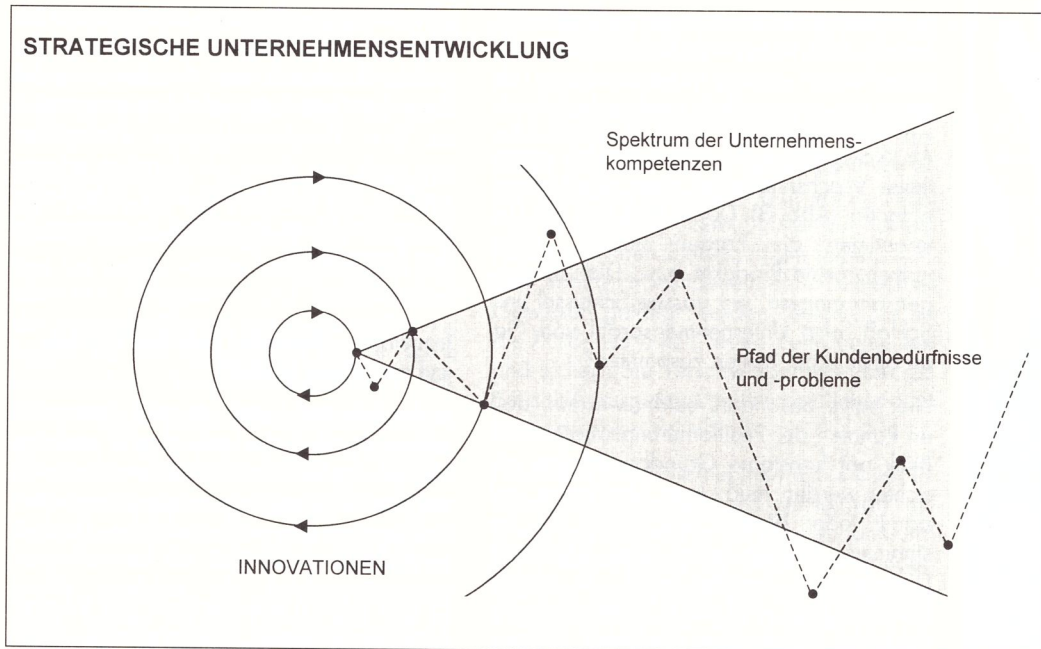 STRATEGISCHE UNTERNEHMENSENTWICKLUNG
Spektrum der Unternehmens-
kompetenzen
Pfad der Kundenbedürfnisse
und -probleme
INNOVATIONEN